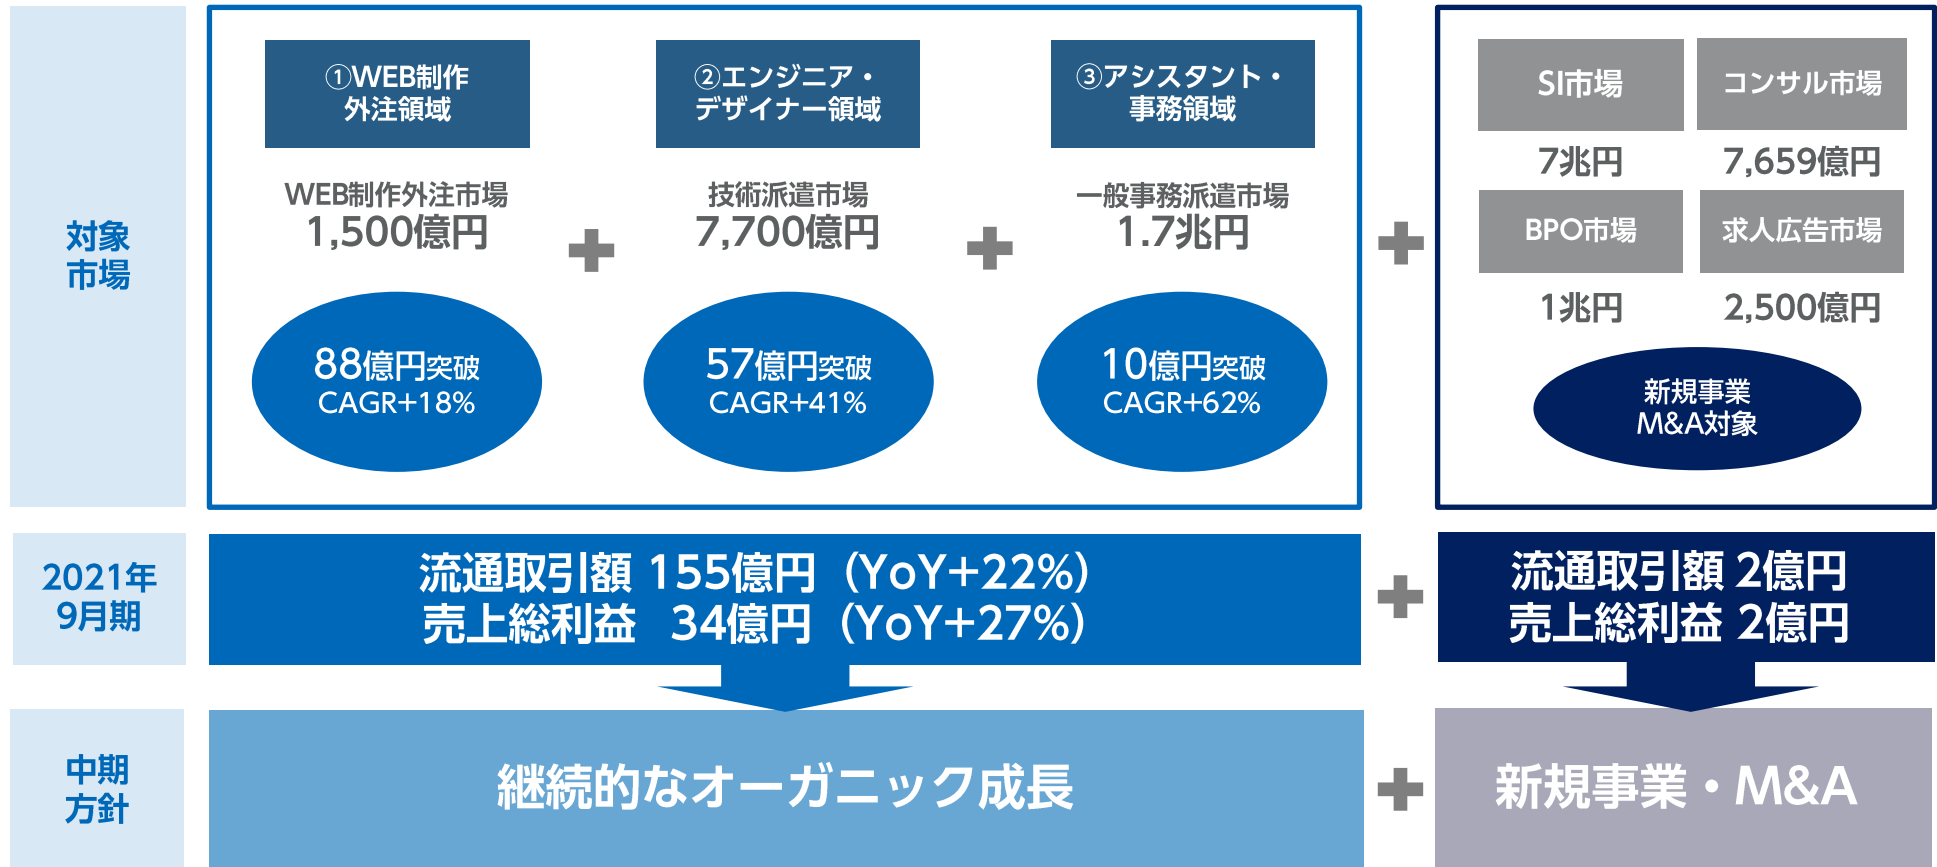 対象
市場
①WEB制作
外注領域
WEB制作外注市場
1,500億円
88億円突破
CAGR+18%
②エンジニア・
デザイナー領域
技術派遣市場
7,700億円
57億円突破
CAGR+41%
③アシスタント・
事務領域
一般事務派遣市場
1.7兆円
10億円突破
CAGR+62%
SI市場
7兆円
コンサル市場
7,659億円
BPO市場
1兆円
求人広告市場
2,500億円
新規事業
M&A対象
2021年
9月期
流通取引額 155億円（YoY+22%）
売上総利益 34億円（YoY+27%）
流通取引額 2億円
売上総利益 2億円
中期
方針
継続的なオーガニック成長
新規事業・M&A